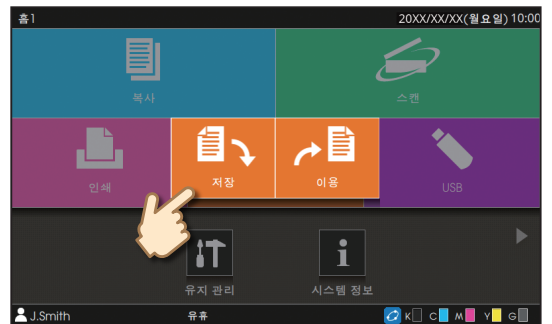 홈1 20XX/XX/XX(월요일) 10:00
복사 스캔
인쇄 저장 이용 USB
유지 관리 시스템 정보
J.Smith 유휴 K C M Y G